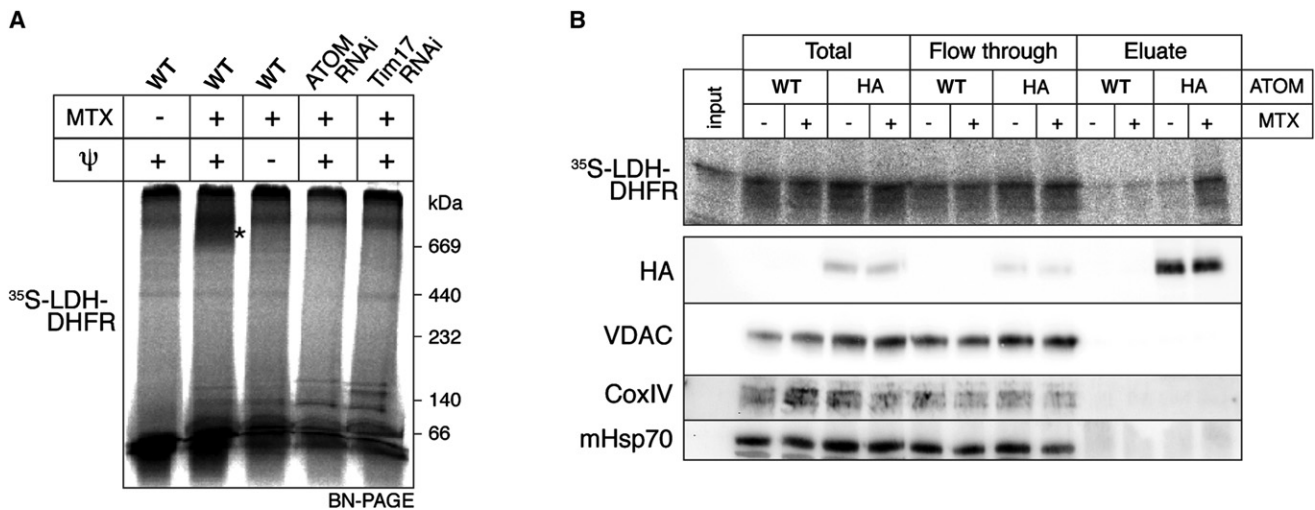 A
WT
WT
WT
ATOM RNAi
Tim17 RNAi
MTX - + + + +
ψ + + - + +
*
kDa
669
440
232
140
66
³⁵S-LDH-
DHFR
BN-PAGE
B
Total Flow through Eluate
input WT HA WT HA WT HA ATOM
- + - + - + - + - + - + MTX
³⁵S-LDH-
DHFR
HA
VDAC
CoxIV
mHsp70